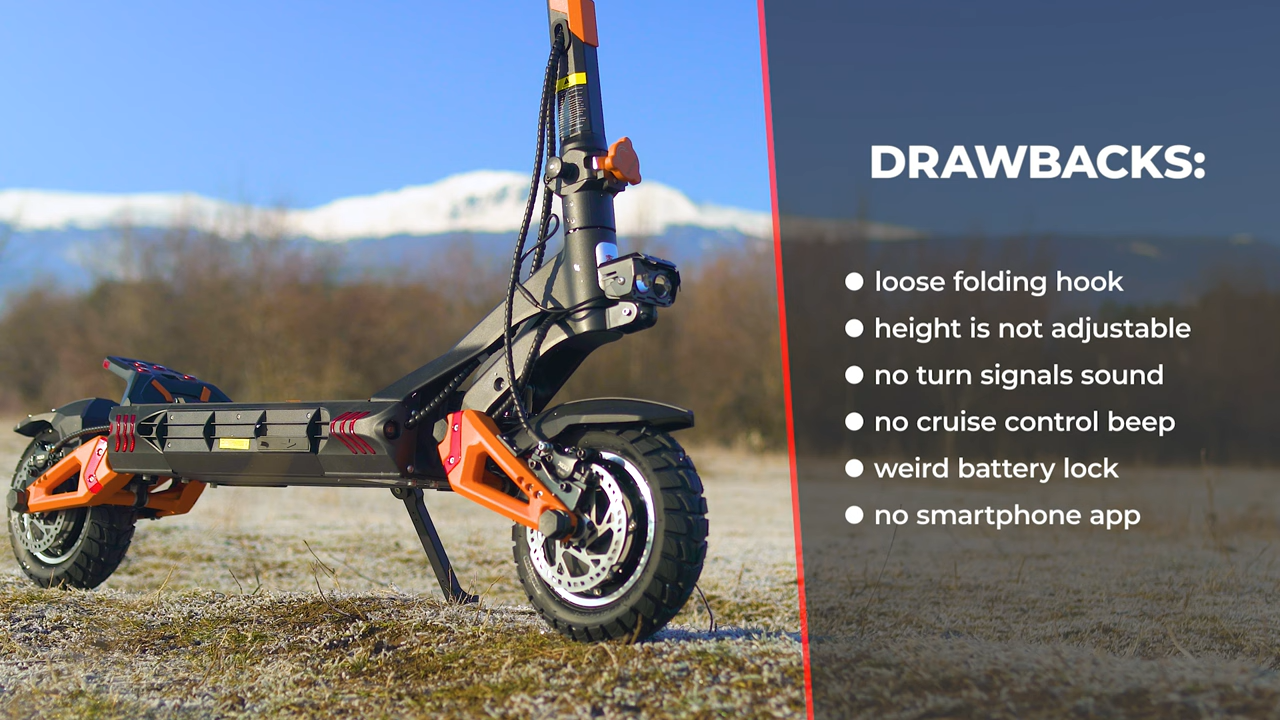 DRAWBACKS:
loose folding hook
height is not adjustable
no turn signals sound
no cruise control beep
weird battery lock
no smartphone app